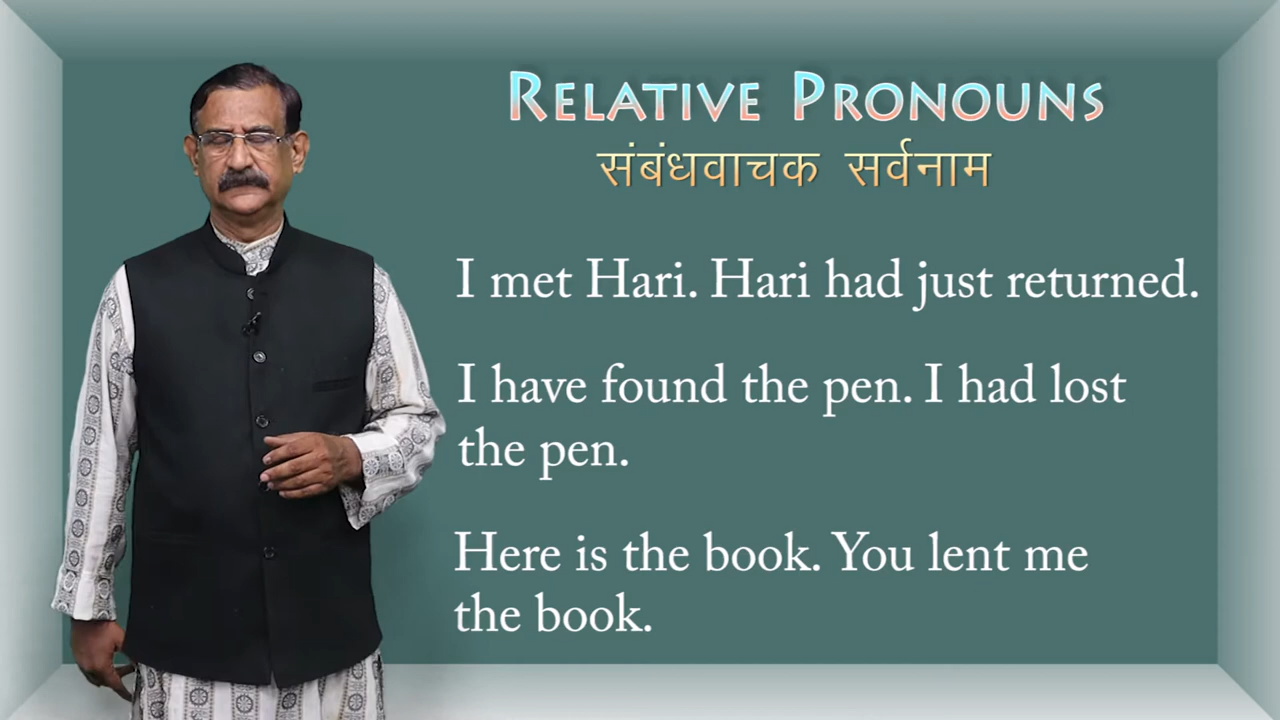 RELATIVE PRONOUNS
संबंधवाचक सर्वनाम
I met Hari. Hari had just returned.
I have found the pen. I had lost
the pen.
Here is the book. You lent me
the book.